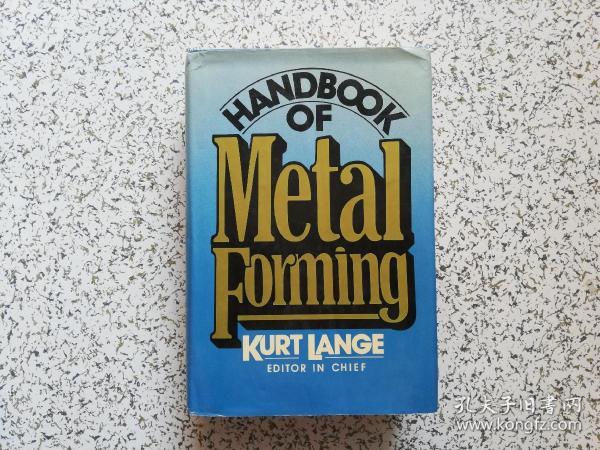 HANDBOOK
OF
Metal
Forming
KURT LANGE
EDITOR IN CHIEF
孔夫子旧书网
www.kongfz.com